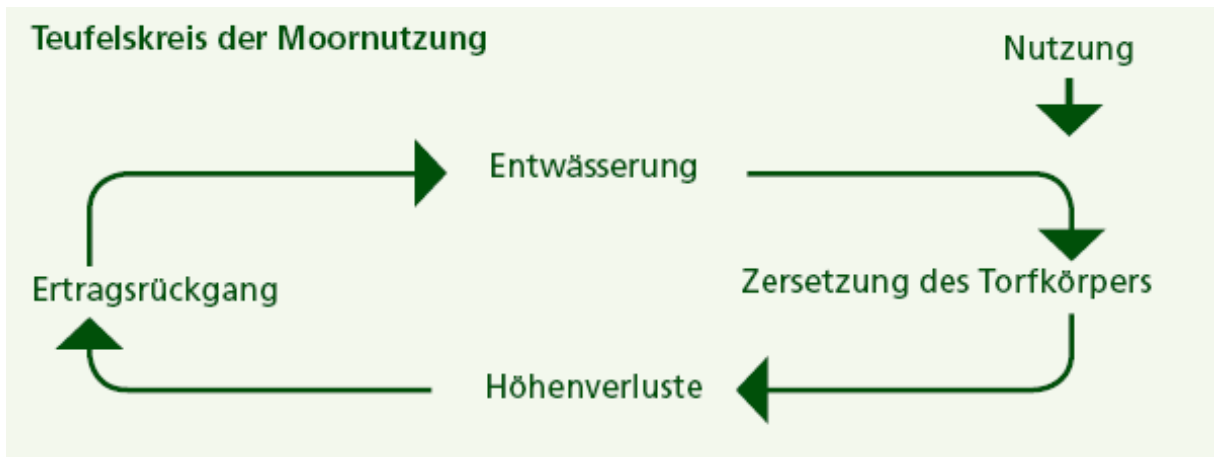 Teufelskreis der Moornutzung
Nutzung
Entwässerung
Zersetzung des Torfkörpers
Höhenverluste
Ertragsrückgang